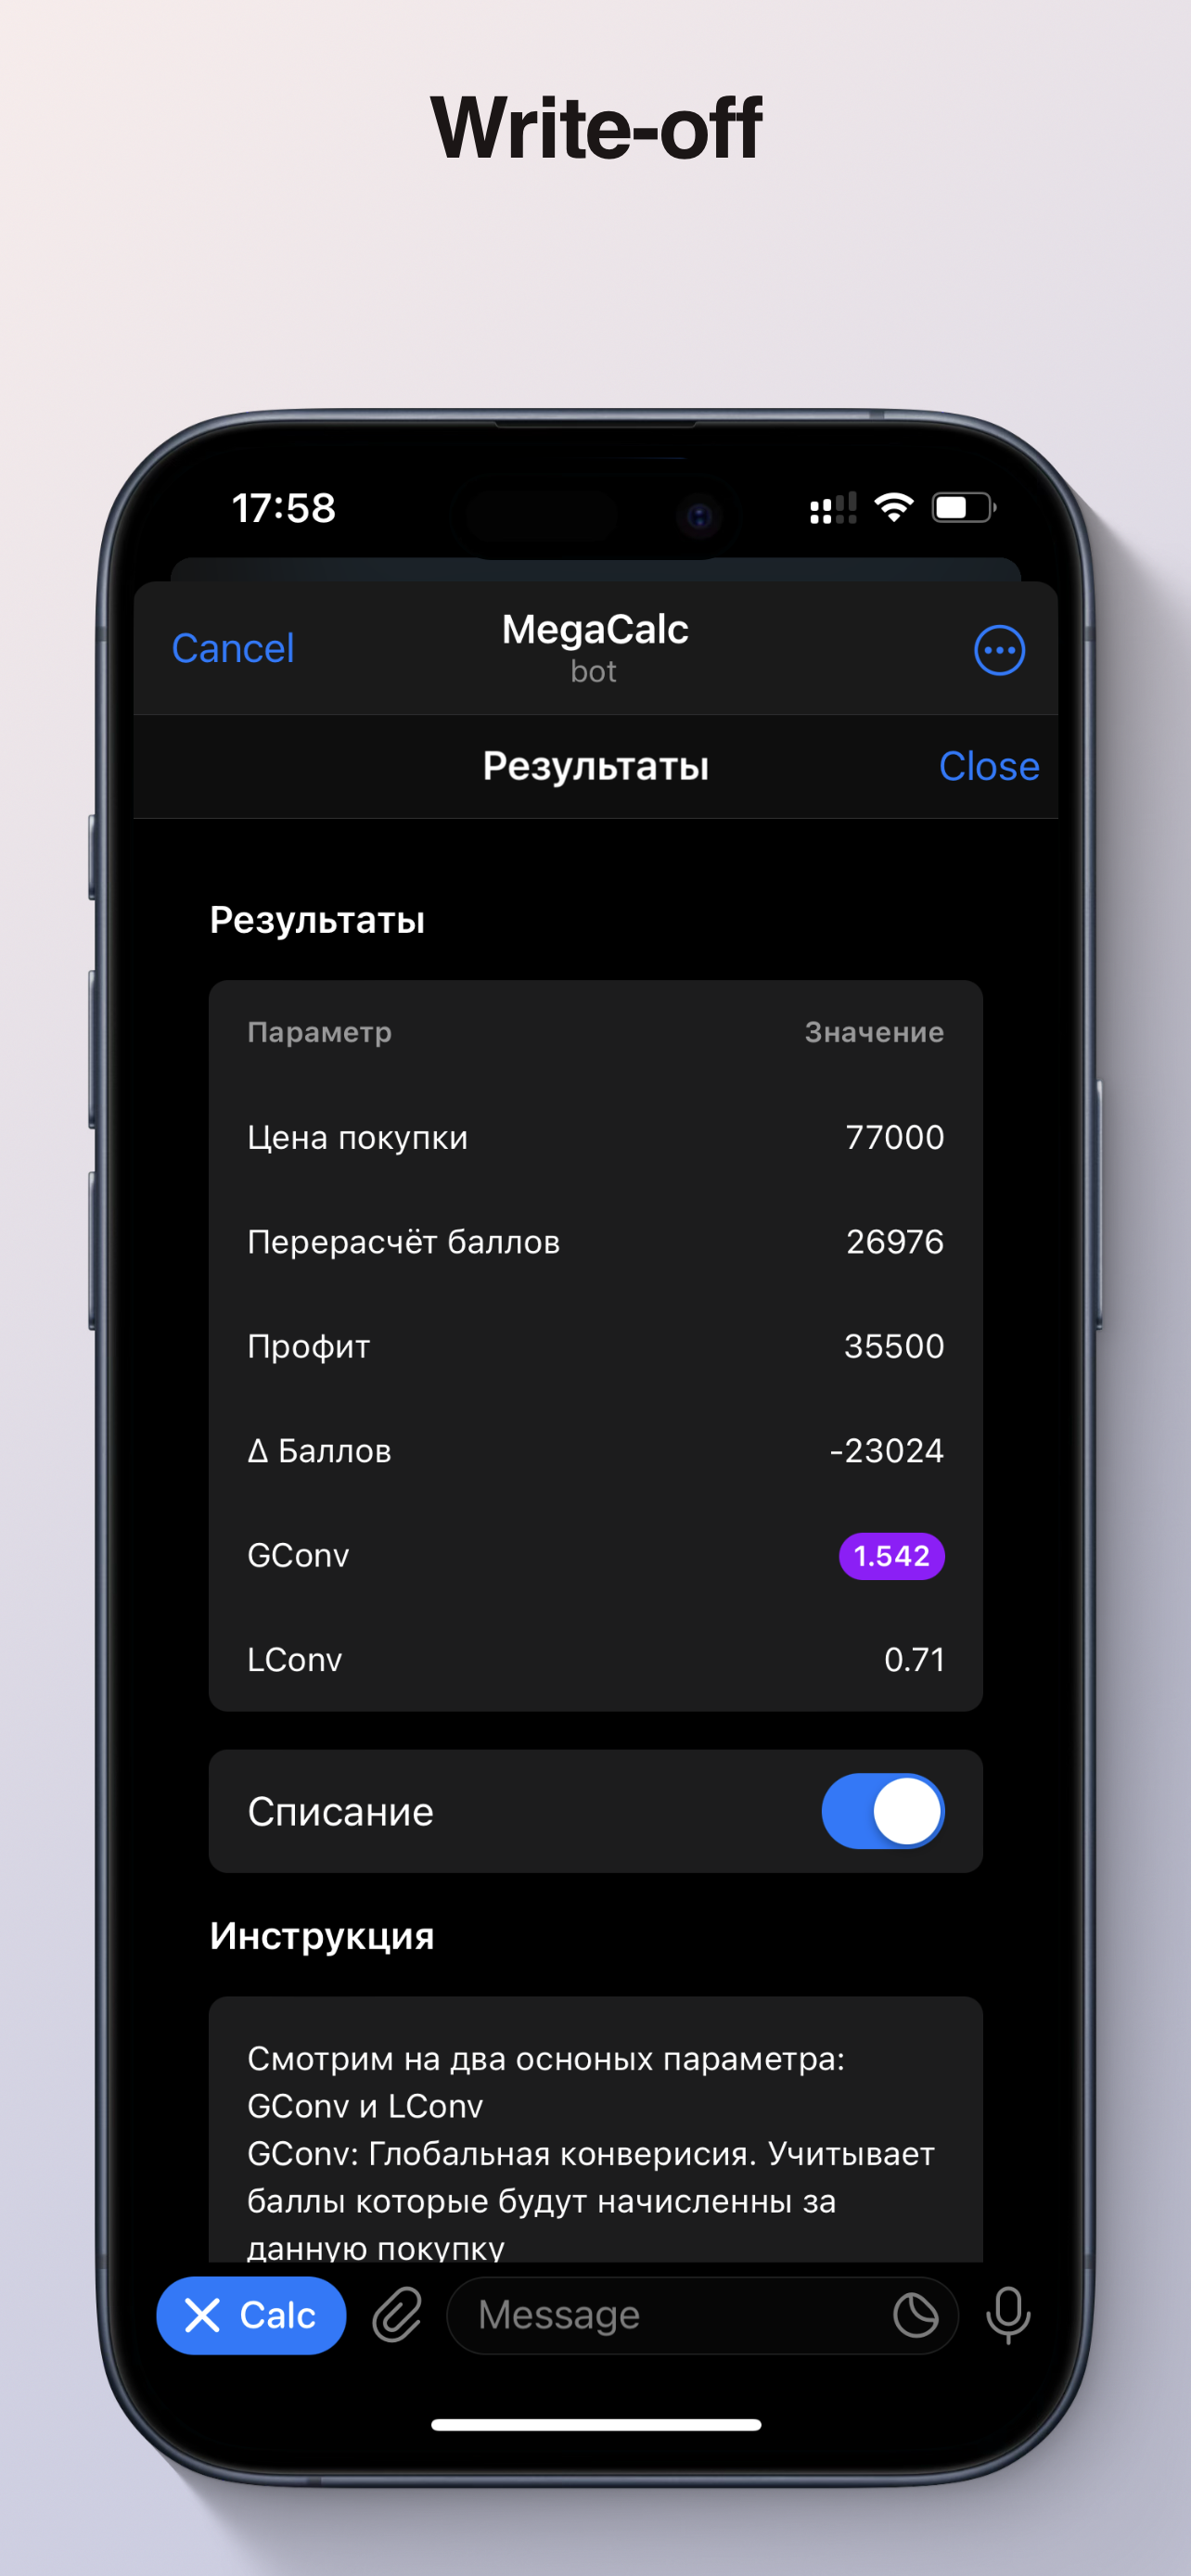 Write-off
17:58
Cancel
MegaCalc
bot
Результаты
Close
Результаты
Параметр Значение
Цена покупки 77000
Перерасчёт баллов 26976
Профит 35500
Δ Баллов -23024
GConv 1.542
LConv 0.71
Списание
Инструкция
Смотрим на два осноных параметра:
GConv и LConv
GConv: Глобальная конверисия. Учитывает
баллы которые будут начисленны за
данную покупку
Calc
Message